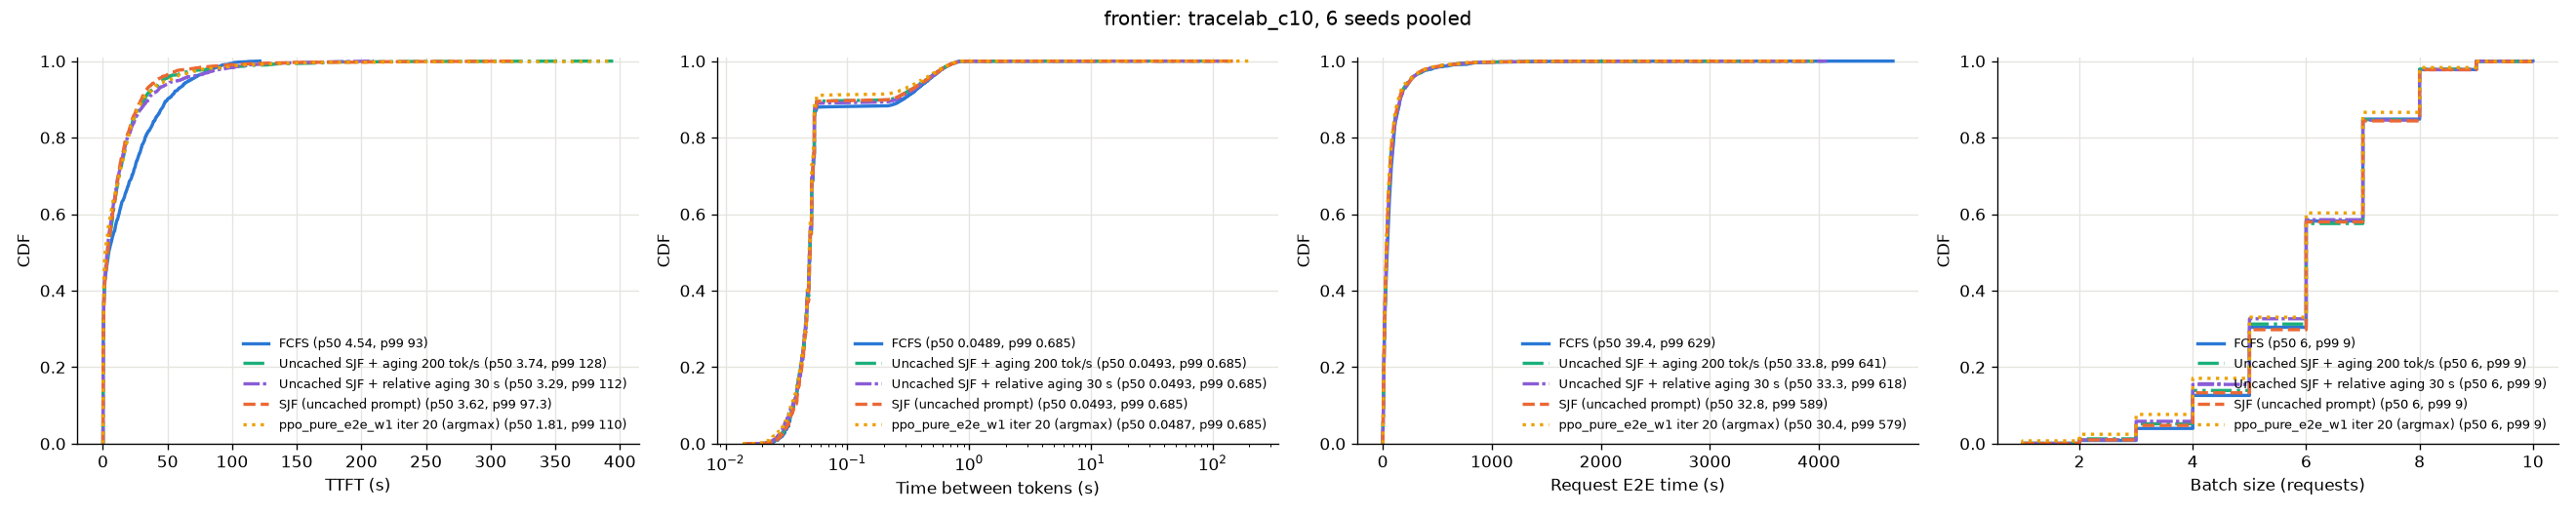 frontier: tracelab_c10, 6 seeds pooled
CDF
1.0
0.8
0.6
0.4
0.2
0.0
FCFS (p50 4.54, p99 93)
Uncached SJF + aging 200 tok/s (p50 3.74, p99 128)
Uncached SJF + relative aging 30 s (p50 3.29, p99 112)
SJF (uncached prompt) (p50 3.62, p99 97.3)
ppo_pure_e2e_w1 iter 20 (argmax) (p50 1.81, p99 110)
0 50 100 150 200 250 300 350 400
TTFT (s)
CDF
1.0
0.8
0.6
0.4
0.2
0.0
FCFS (p50 0.0489, p99 0.685)
Uncached SJF + aging 200 tok/s (p50 0.0493, p99 0.685)
Uncached SJF + relative aging 30 s (p50 0.0493, p99 0.685)
SJF (uncached prompt) (p50 0.0493, p99 0.685)
ppo_pure_e2e_w1 iter 20 (argmax) (p50 0.0487, p99 0.685)
10⁻² 10⁻¹ 10⁰ 10¹ 10²
Time between tokens (s)
CDF
1.0
0.8
0.6
0.4
0.2
0.0
FCFS (p50 39.4, p99 629)
Uncached SJF + aging 200 tok/s (p50 33.8, p99 641)
Uncached SJF + relative aging 30 s (p50 33.3, p99 618)
SJF (uncached prompt) (p50 32.8, p99 589)
ppo_pure_e2e_w1 iter 20 (argmax) (p50 30.4, p99 579)
0 1000 2000 3000 4000
Request E2E time (s)
CDF
1.0
0.8
0.6
0.4
0.2
0.0
FCFS (p50 6, p99 9)
Uncached SJF + aging 200 tok/s (p50 6, p99 9)
Uncached SJF + relative aging 30 s (p50 6, p99 9)
SJF (uncached prompt) (p50 6, p99 9)
ppo_pure_e2e_w1 iter 20 (argmax) (p50 6, p99 9)
2 4 6 8 10
Batch size (requests)